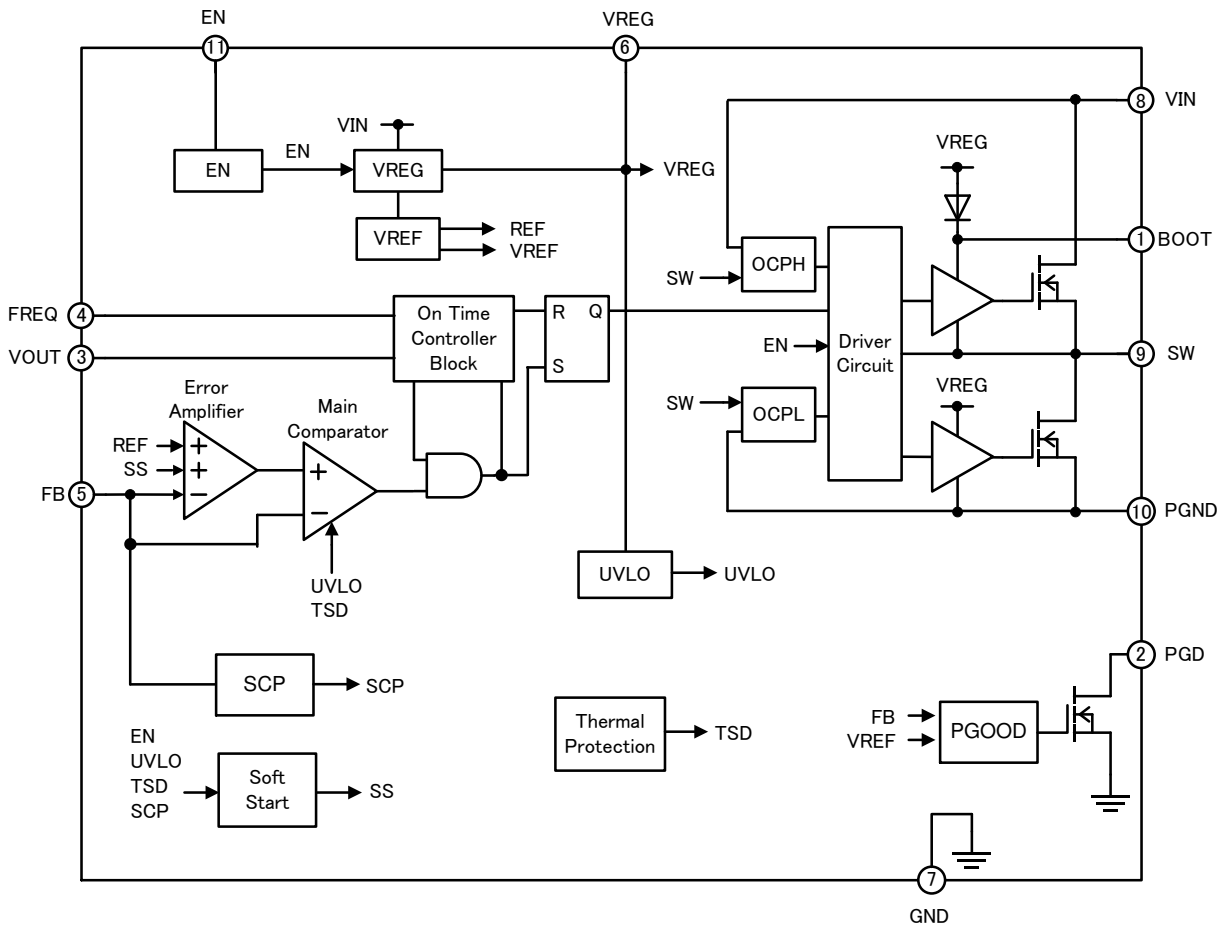 EN
VREG
11
6
8
VIN
VIN
EN
VREG
EN
VREG
VREG
VREF
REF
VREF
1
BOOT
OCPH
SW
FREQ
4
On Time
Controller
Block
R
Q
S
VOUT
3
EN
Driver
Circuit
9
SW
Error
Amplifier
Main
Comparator
SW
OCPL
VREG
REF
+
SS
+
FB
5
−
+
−
10
PGND
UVLO
TSD
UVLO
UVLO
2
PGD
SCP
SCP
Thermal
Protection
TSD
FB
VREF
PGOOD
EN
UVLO
TSD
SCP
Soft
Start
SS
7
GND